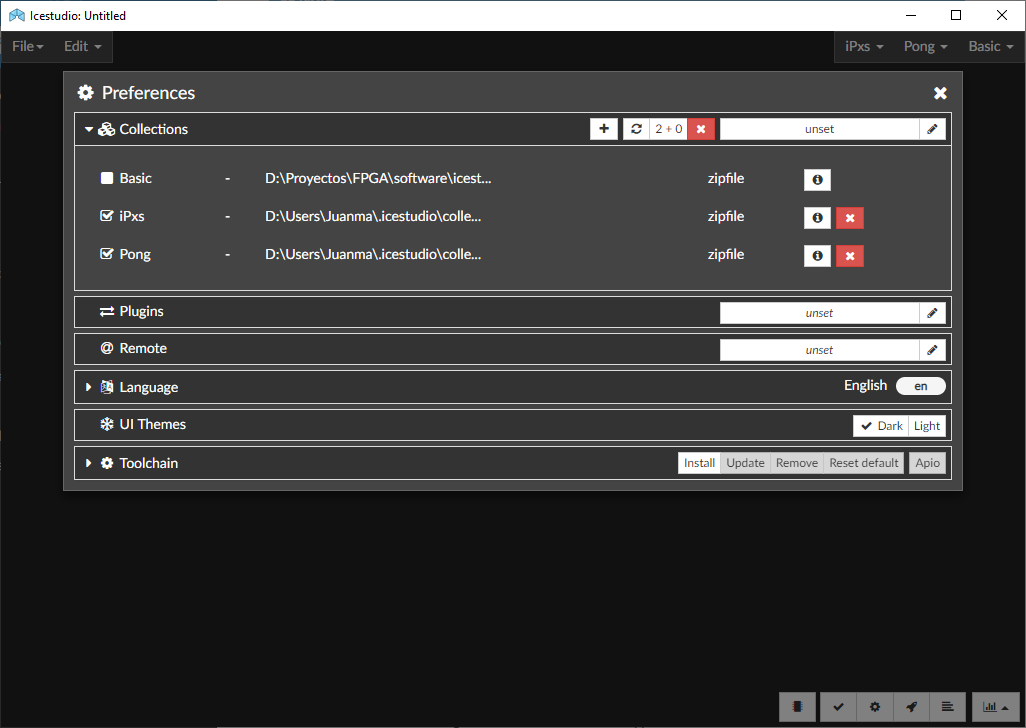 Icestudio: Untitled
File Edit iPxs Pong Basic
Preferences
Collections 2 + 0 unset
Basic - D:\Proyectos\FPGA\software\icest... zipfile
iPxs - D:\Users\Juanma\.icestudio\colle... zipfile
Pong - D:\Users\Juanma\.icestudio\colle... zipfile
Plugins unset
@ Remote unset
Language English en
UI Themes Dark Light
Toolchain Install Update Remove Reset default Apio